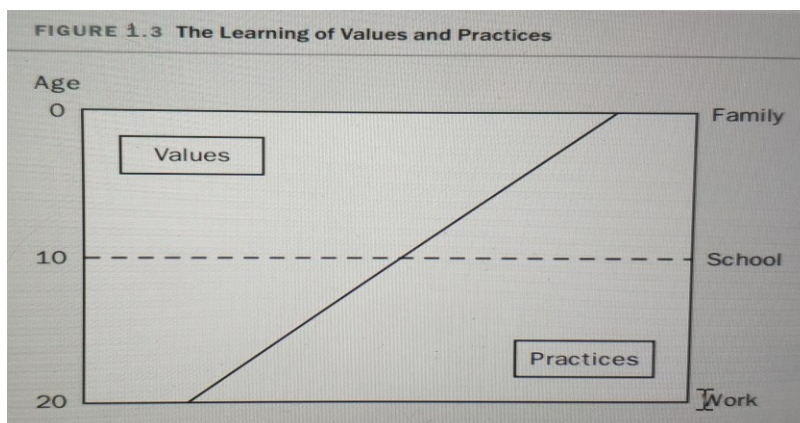 FIGURE 1.3 The Learning of Values and Practices
Age
0
Family
Values
10
School
Practices
20
Work